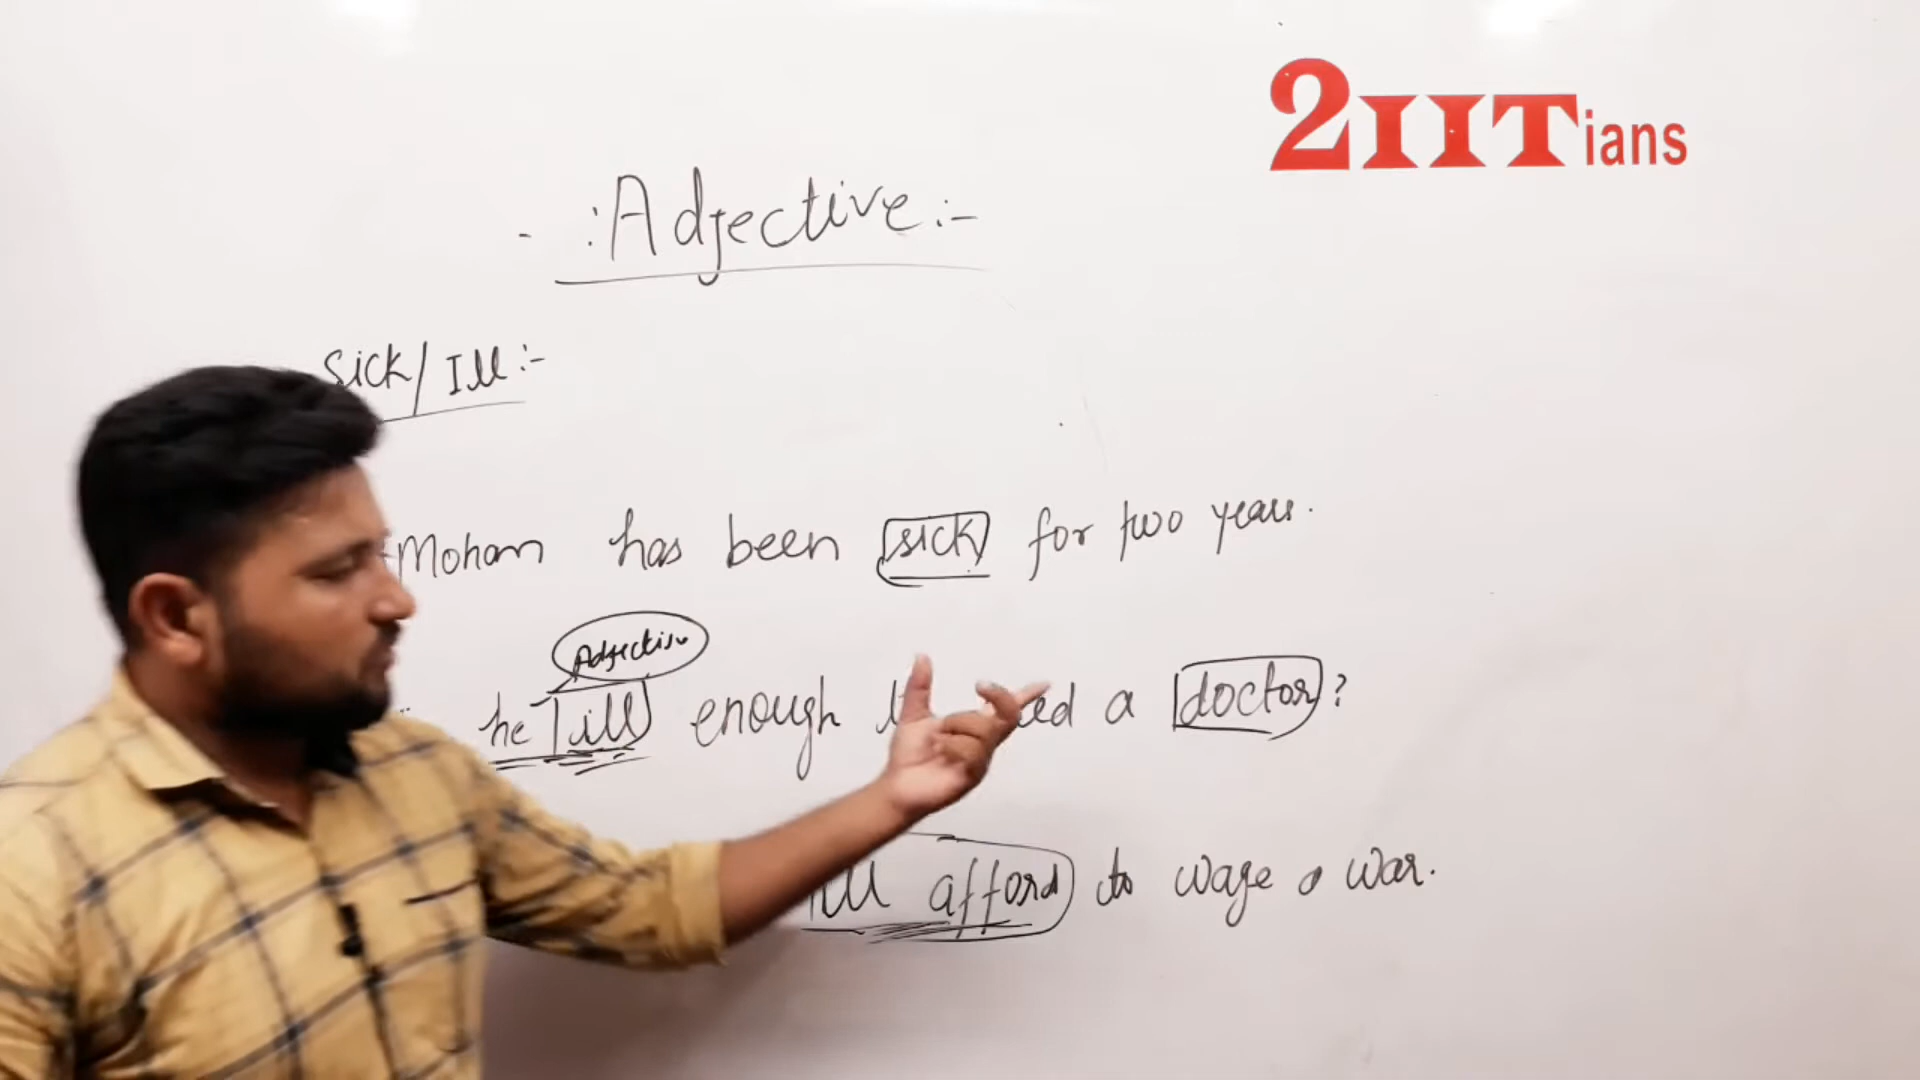 2IITians
:Adjective:-
Sick/Ill:-
Mohan has been sick for two years.
Adjective
he ill enough a doctor?
ill afford to wage a war.